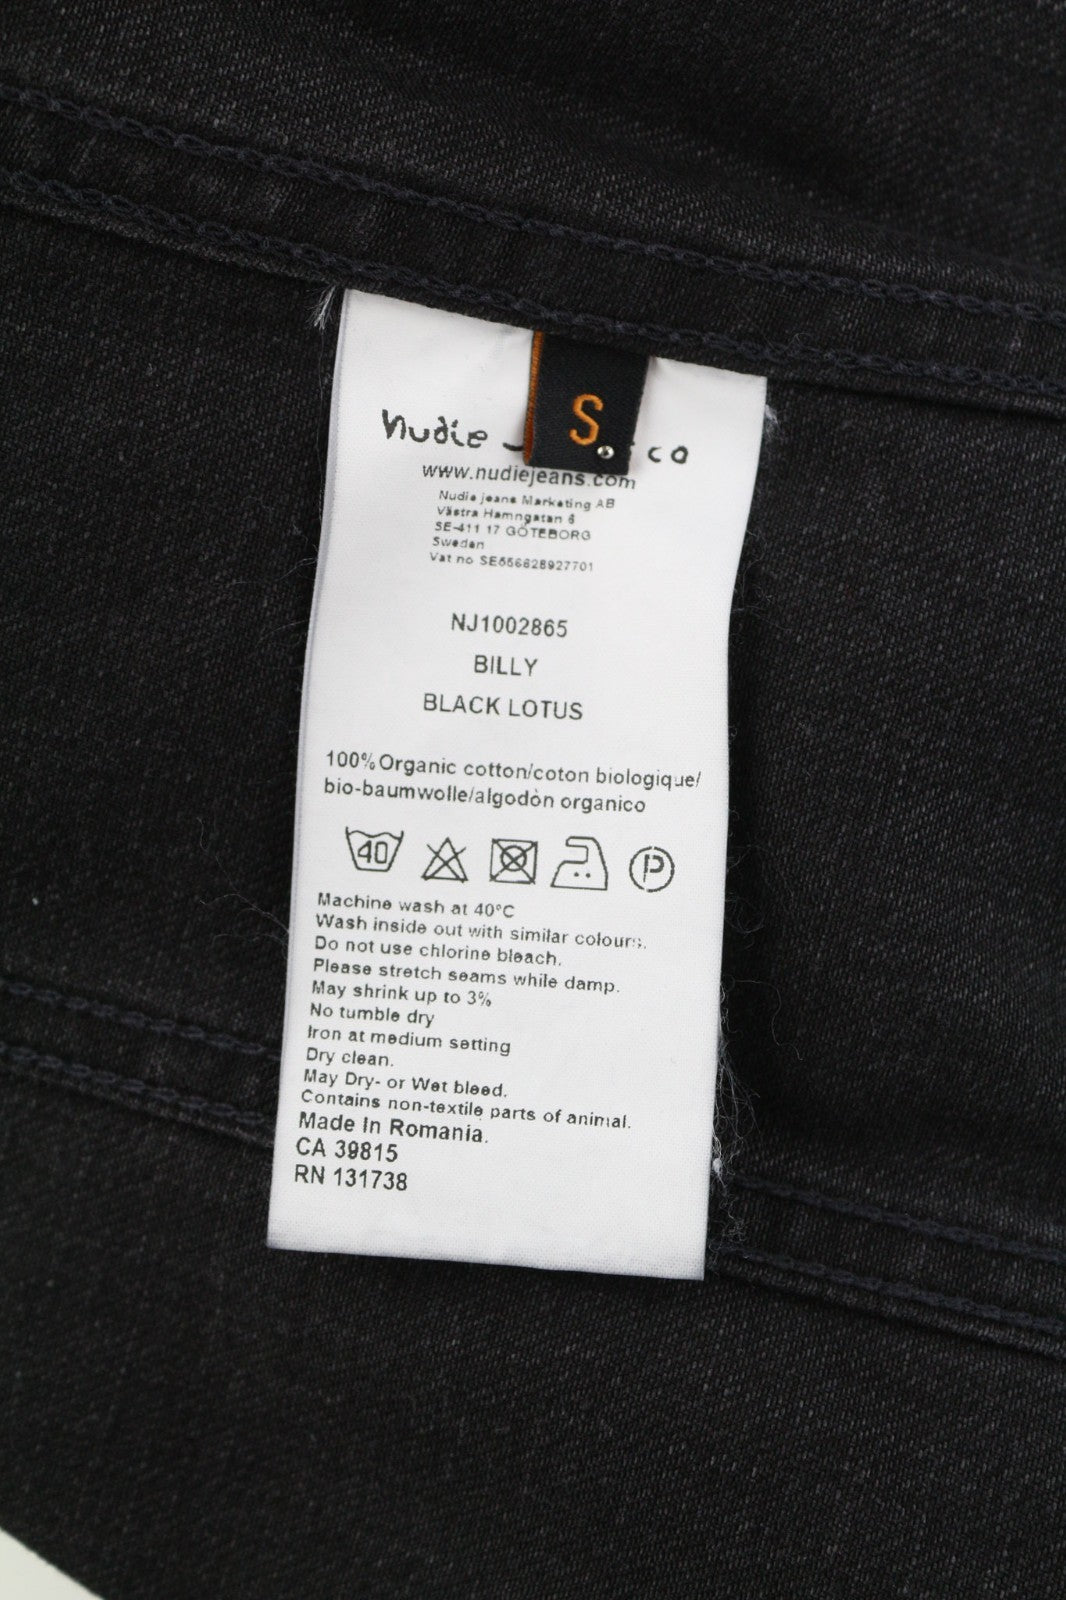 S
nudie co
www.nudiejeans.com
Nudie jeans Marketing AB
Västra Hamngatan 6
SE-411 17 GÖTEBORG
Sweden
Vat no SE556628927701
NJ1002865
BILLY
BLACK LOTUS
100% Organic cotton/coton biologique/
bio-baumwolle/algodòn organico
40 P
Machine wash at 40°C
Wash inside out with similar colours.
Do not use chlorine bleach.
Please stretch seams while damp.
May shrink up to 3%
No tumble dry
Iron at medium setting
Dry clean.
May Dry- or Wet bleed.
Contains non-textile parts of animal.
Made In Romania.
CA 39815
RN 131738